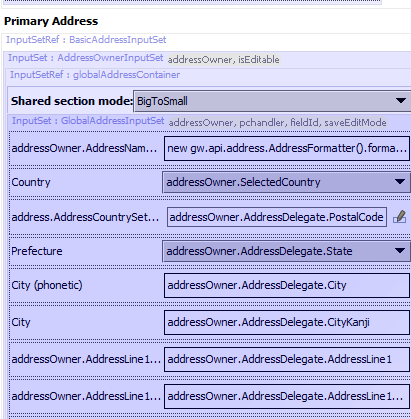 Primary Address
InputSetRef : BasicAddressInputSet
InputSet : AddressOwnerInputSet addressOwner, isEditable
InputSetRef : globalAddressContainer
Shared section mode: BigToSmall
InputSet : GlobalAddressInputSet addressOwner, pchandler, fieldId, saveEditMode
addressOwner.AddressNam... new gw.api.address.AddressFormatter().forma...
Country addressOwner.SelectedCountry
address.AddressCountrySet... addressOwner.AddressDelegate.PostalCode
Prefecture addressOwner.AddressDelegate.State
City (phonetic) addressOwner.AddressDelegate.City
City addressOwner.AddressDelegate.CityKanji
addressOwner.AddressLine1... addressOwner.AddressDelegate.AddressLine1
addressOwner.AddressLine1... addressOwner.AddressDelegate.AddressLine1...